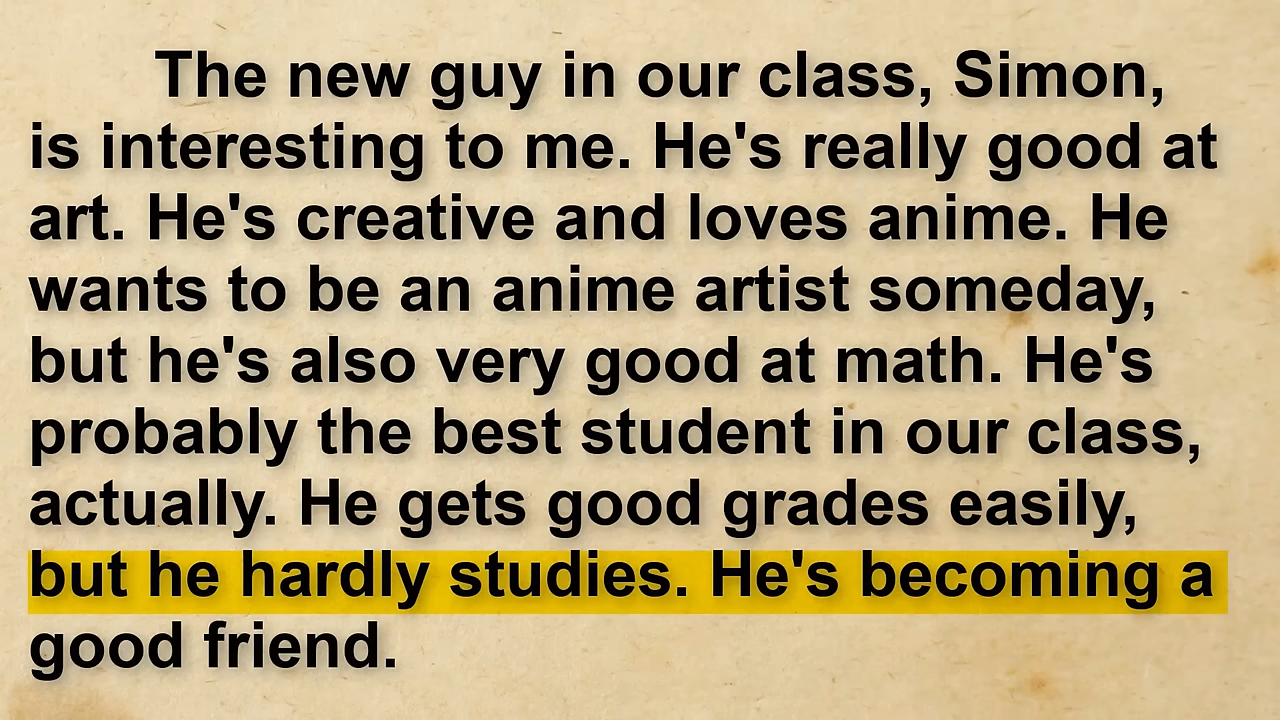 The new guy in our class, Simon,
is interesting to me. He's really good at
art. He's creative and loves anime. He
wants to be an anime artist someday,
but he's also very good at math. He's
probably the best student in our class,
actually. He gets good grades easily,
but he hardly studies. He's becoming a
good friend.